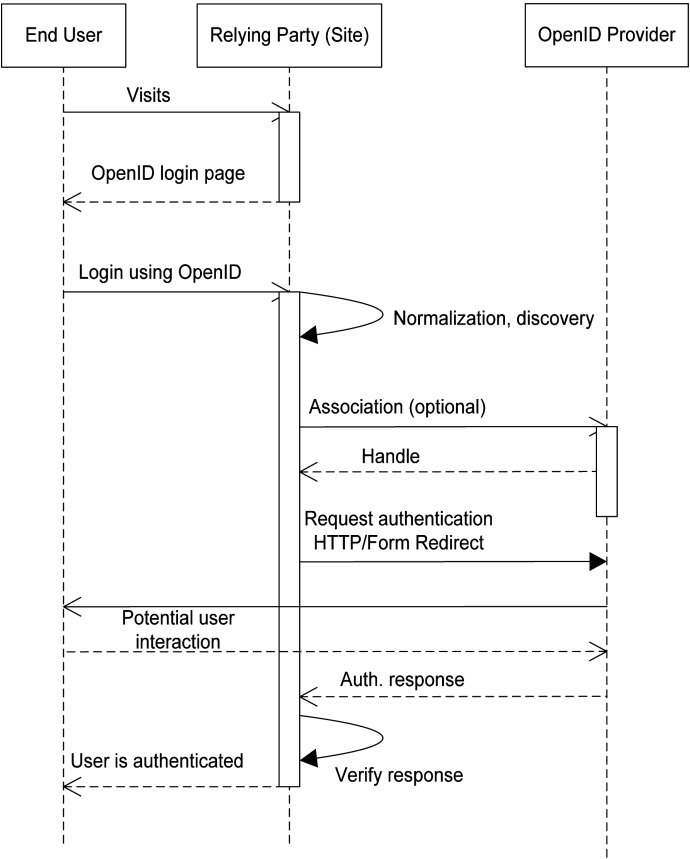 End User
Relying Party (Site)
OpenID Provider
Visits
OpenID login page
Login using OpenID
Normalization, discovery
Association (optional)
Handle
Request authentication
HTTP/Form Redirect
Potential user
interaction
Auth. response
User is authenticated
Verify response